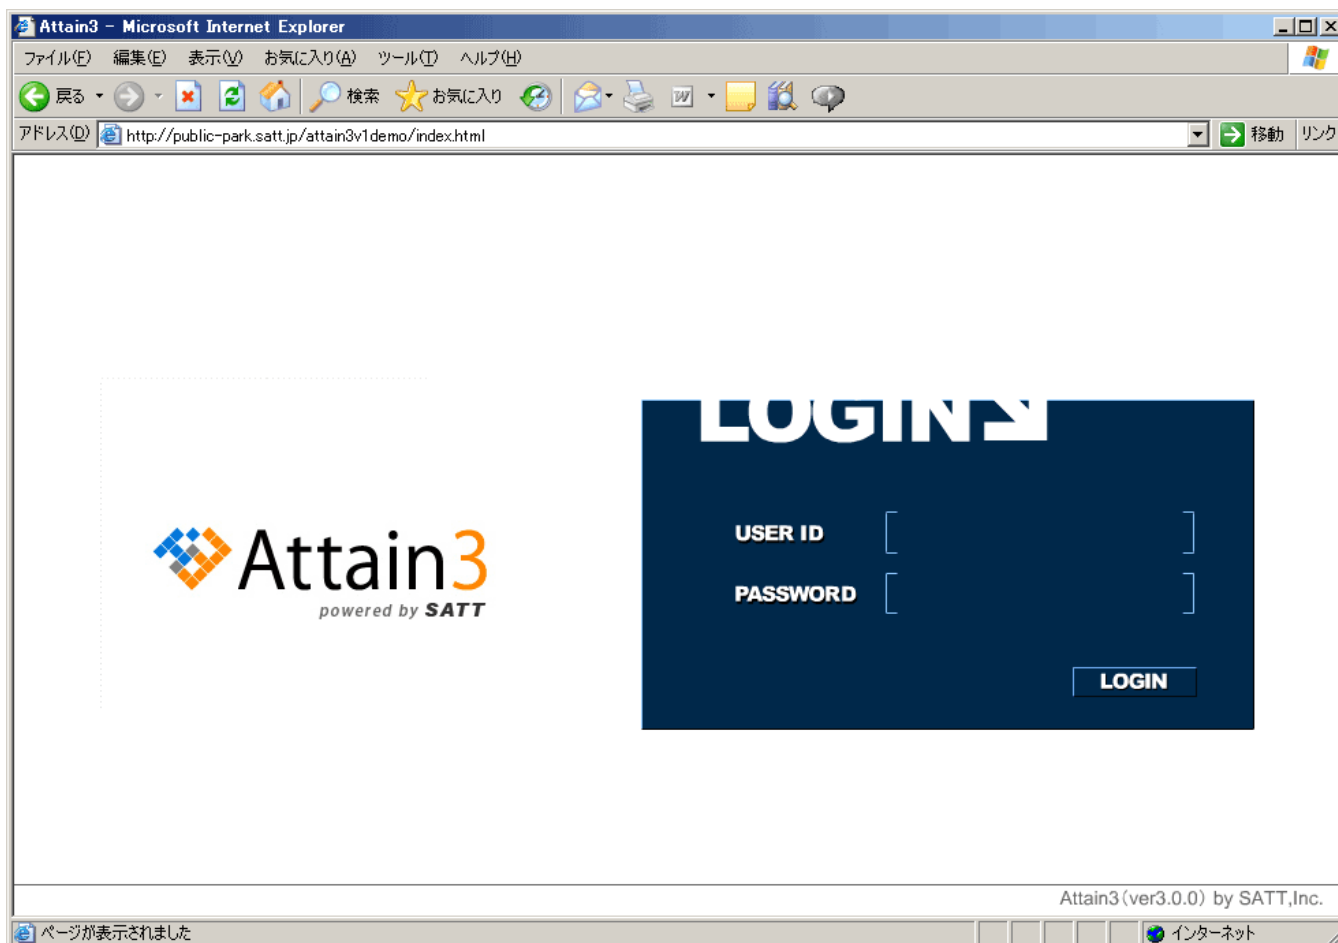 Attain3 - Microsoft Internet Explorer
ファイル(F) 編集(E) 表示(V) お気に入り(A) ツール(T) ヘルプ(H)
戻る 検索 お気に入り
アドレス(D) http://public-park.satt.jp/attain3v1demo/index.html 移動 リンク
LOGIN
Attain3
powered by SATT
USER ID
PASSWORD
LOGIN
Attain3(ver3.0.0) by SATT,Inc.
ページが表示されました インターネット